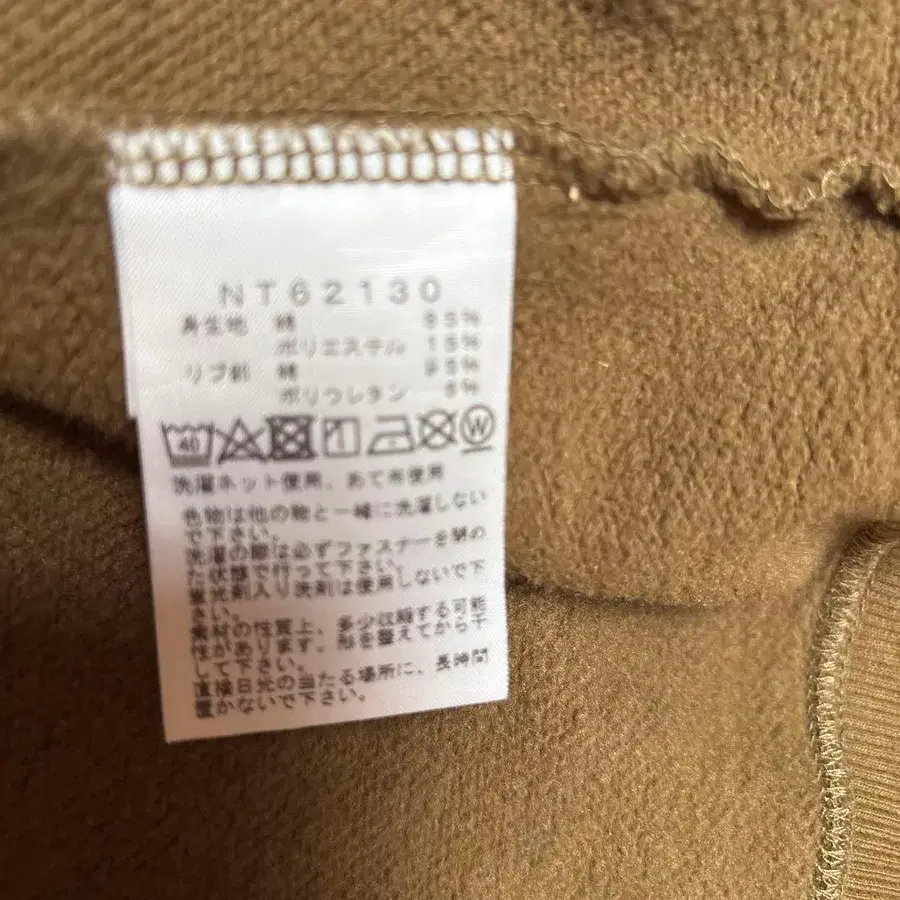 NT62130
身生地 綿 85%
ポリエステル 15%
リブ部 綿 95%
ポリウレタン 5%
40 W
洗濯ネット使用、あて布使用
色物は他の物と一緒に洗濯しない
で下さい。
洗濯の際は必ずファスナーを閉め
た状態で行って下さい。
蛍光剤入り洗剤は使用しないで下
さい。
素材の性質上、多少収縮する可能
性があります、形を整えてから干
して下さい。
直接日光の当たる場所に、長時間
置かないで下さい。